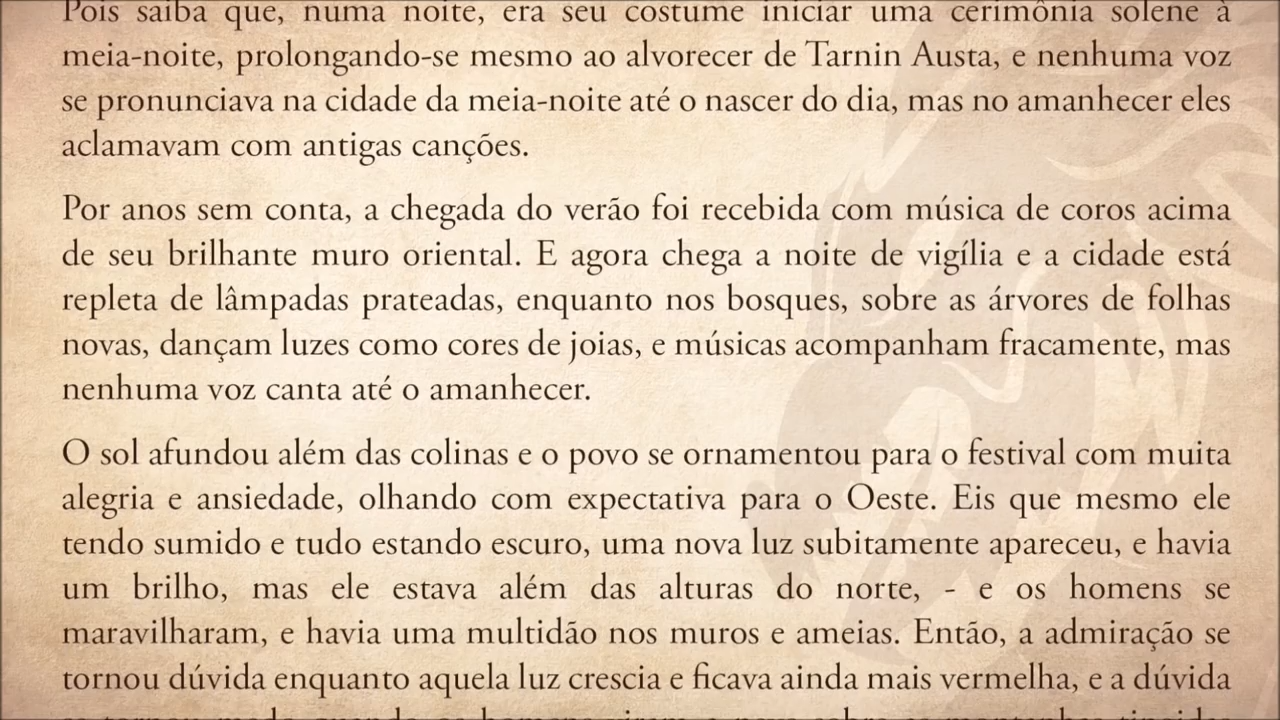 Pois saiba que, numa noite, era seu costume iniciar uma cerimônia solene à
meia-noite, prolongando-se mesmo ao alvorecer de Tarnin Austa, e nenhuma voz
se pronunciava na cidade da meia-noite até o nascer do dia, mas no amanhecer eles
aclamavam com antigas canções.
Por anos sem conta, a chegada do verão foi recebida com música de coros acima
de seu brilhante muro oriental. E agora chega a noite de vigília e a cidade está
repleta de lâmpadas prateadas, enquanto nos bosques, sobre as árvores de folhas
novas, dançam luzes como cores de joias, e músicas acompanham fracamente, mas
nenhuma voz canta até o amanhecer.
O sol afundou além das colinas e o povo se ornamentou para o festival com muita
alegria e ansiedade, olhando com expectativa para o Oeste. Eis que mesmo ele
tendo sumido e tudo estando escuro, uma nova luz subitamente apareceu, e havia
um brilho, mas ele estava além das alturas do norte, - e os homens se
maravilharam, e havia uma multidão nos muros e ameias. Então, a admiração se
tornou dúvida enquanto aquela luz crescia e ficava ainda mais vermelha, e a dúvida